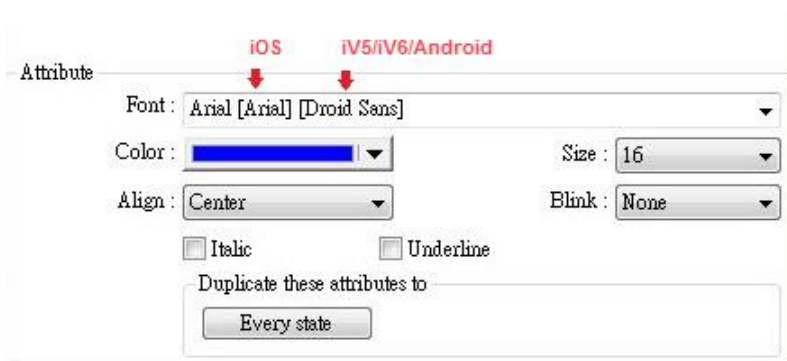 iOS iV5/iV6/Android
Attribute
Font : Arial [Arial] [Droid Sans]
Color : Size : 16
Align : Center Blink : None
Italic Underline
Duplicate these attributes to
Every state